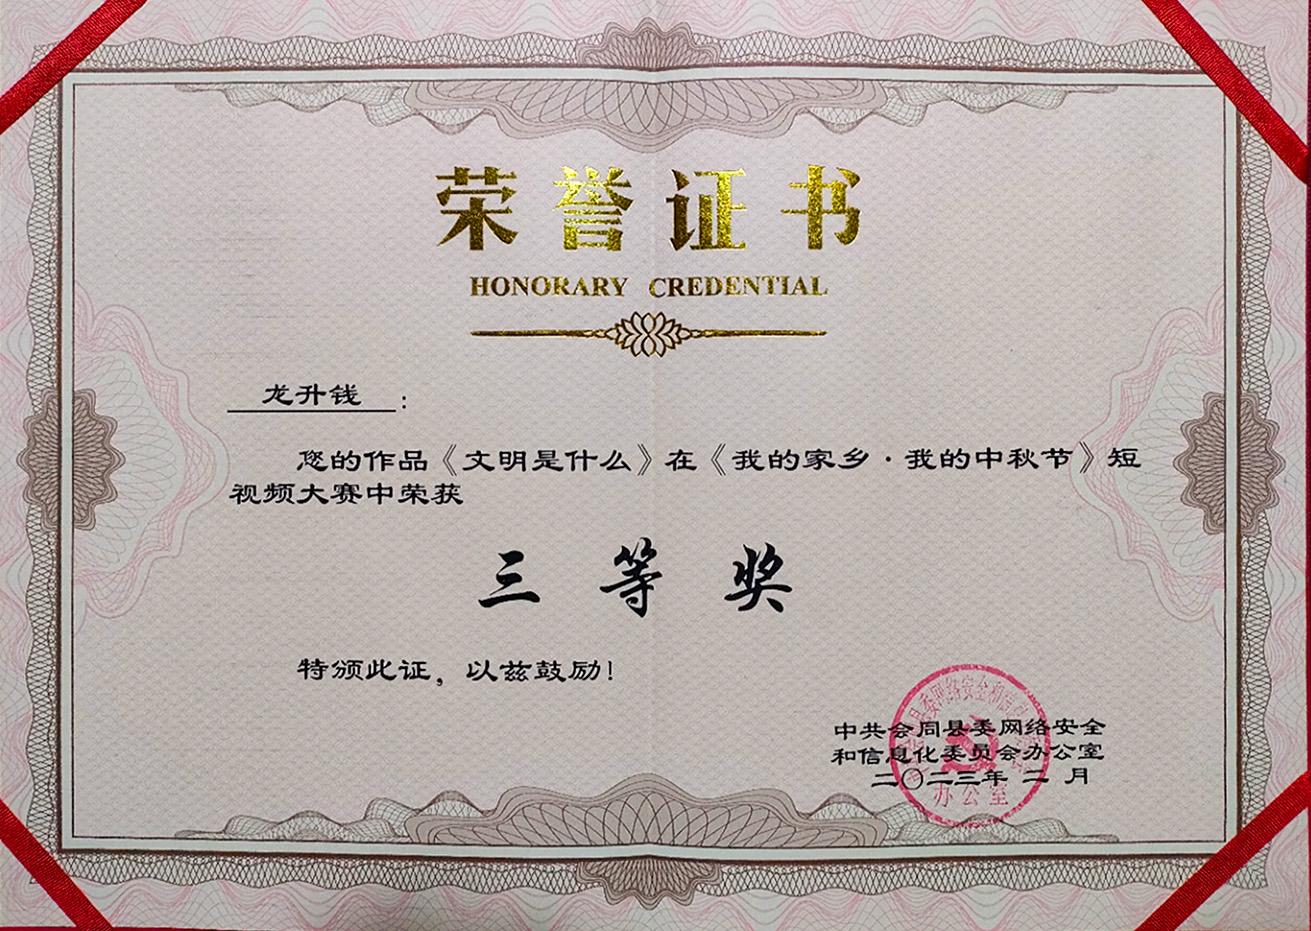 荣誉证书
HONORARY CREDENTIAL
龙升钱：
您的作品《文明是什么》在《我的家乡·我的中秋节》短
视频大赛中荣获
三等奖
特颁此证，以兹鼓励！
中共会同县委网络安全
和信息化委员会办公室
二〇二三年 二 月
办公室